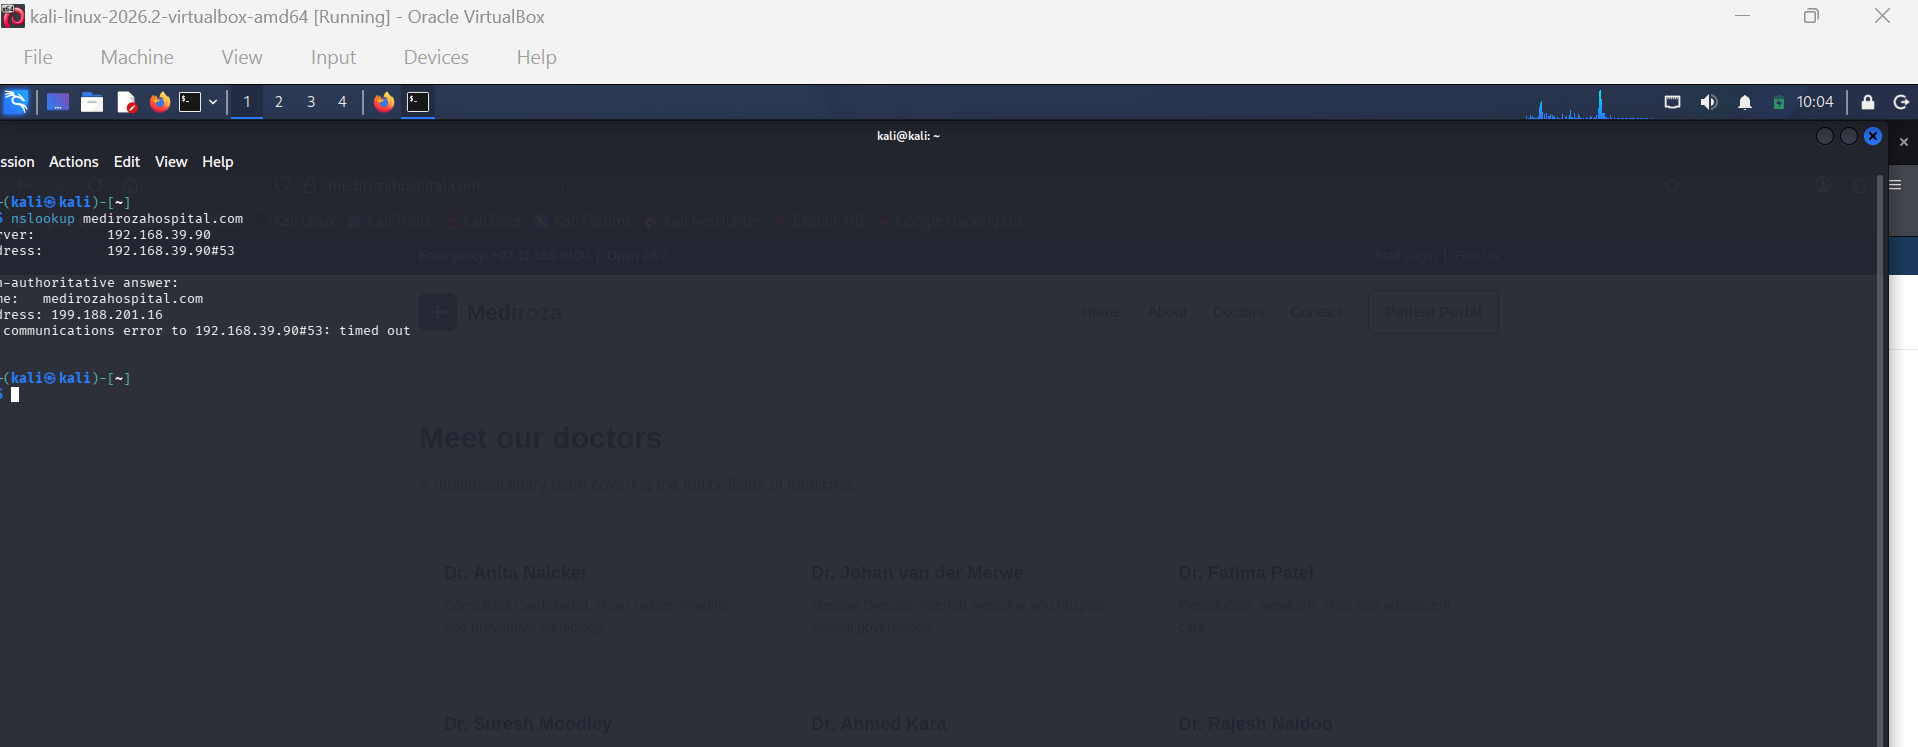 kali-linux-2026.2-virtualbox-amd64 [Running] - Oracle VirtualBox
File Machine View Input Devices Help
1 2 3 4 10:04
kali@kali: ~
ssion Actions Edit View Help
medirozahospital.com/doctors.html
-(kali㉿kali)-[~]
$ nslookup medirozahospital.com
Kali Linux Kali Tools Kali Docs Kali Forums Kali NetHunter Exploit-DB Google Hacking DB
rver: 192.168.39.90
dress: 192.168.39.90#53
Emergency: +27 11 555 0100 | Open 24/7 Staff Login | Find Us
n-authoritative answer:
me: medirozahospital.com
dress: 199.188.201.16
communications error to 192.168.39.90#53: timed out
Mediroza Home About Doctors Contact Patient Portal
-(kali㉿kali)-[~]
$
Meet our doctors
A multidisciplinary team covering the major fields of medicine.
Dr. Anita Naicker
Consultant Cardiologist. Heart failure, imaging
and preventive cardiology.
Dr. Johan van der Merwe
Medical Director. Internal medicine and hospital
clinical governance.
Dr. Fatima Patel
Pediatrician. Newborn, child and adolescent
care.
Dr. Suresh Moodley
Dr. Ahmed Kara
Dr. Rajesh Naidoo